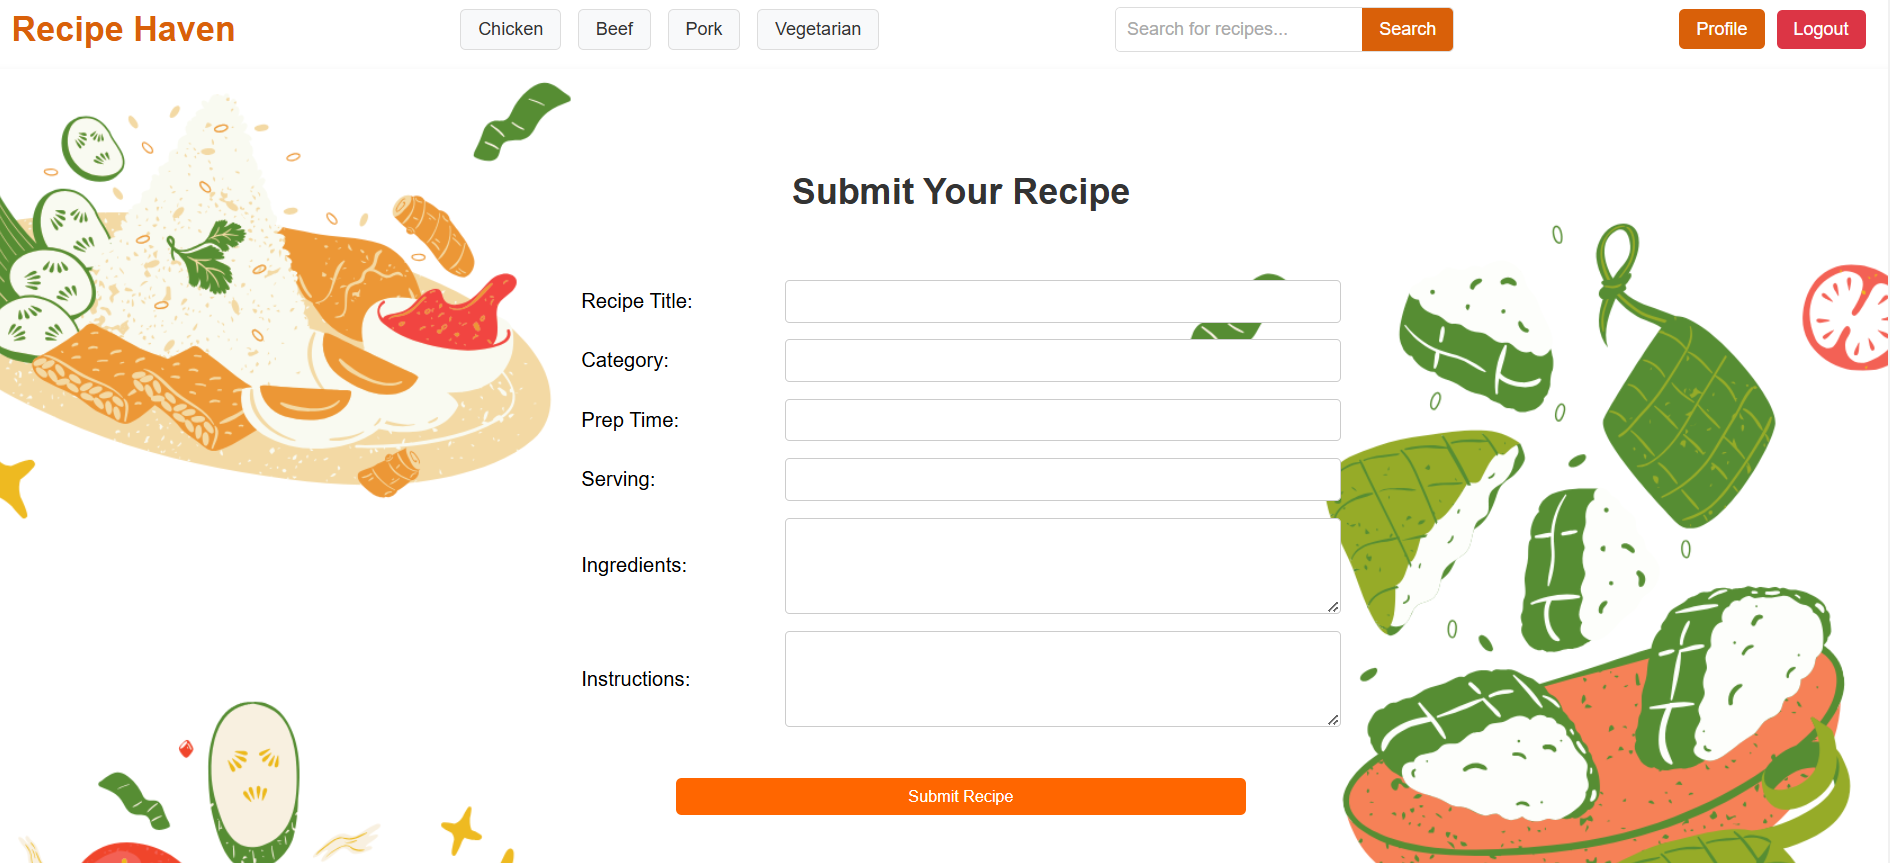 Recipe Haven
Chicken
Beef
Pork
Vegetarian
Search for recipes...
Search
Profile
Logout
Submit Your Recipe
Recipe Title:
Category:
Prep Time:
Serving:
Ingredients:
Instructions:
Submit Recipe